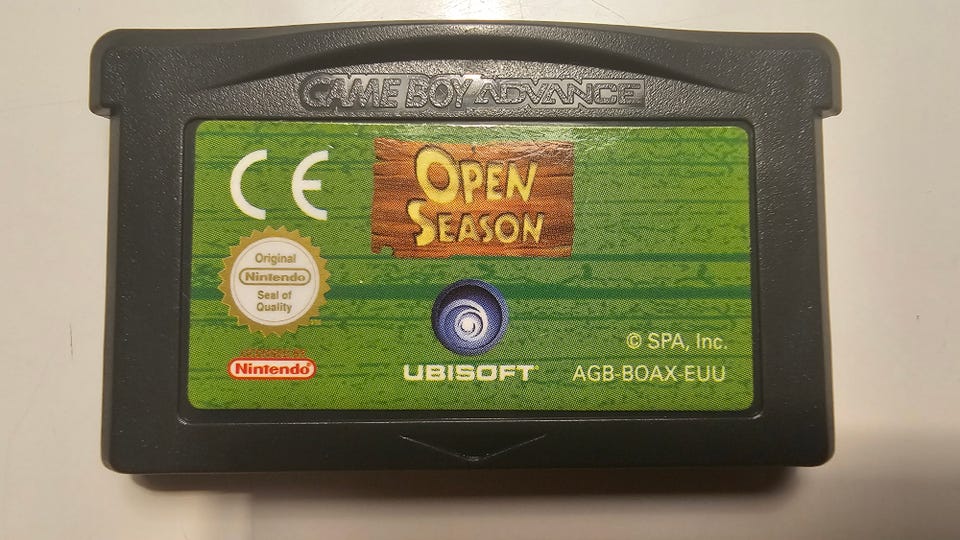 GAME BOY ADVANCE
CE
OPEN
SEASON
Original
Nintendo
Seal of
Quality
Nintendo®
UBISOFT
© SPA, Inc.
AGB-BOAX-EUU